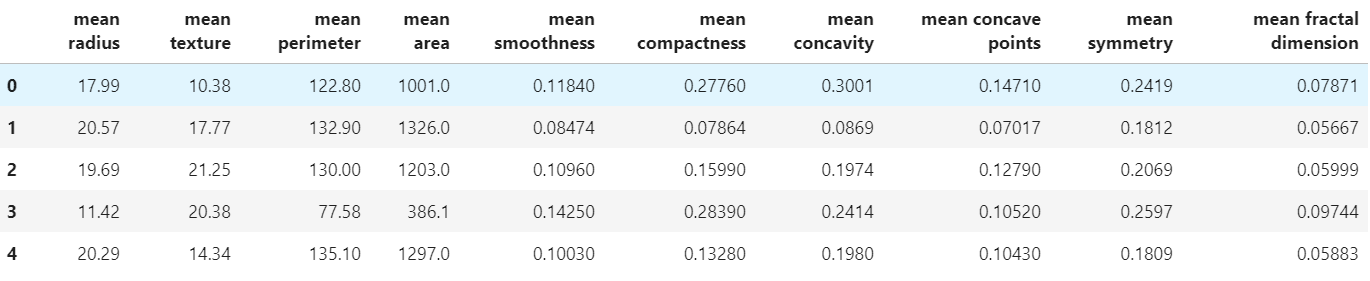 mean radius mean texture mean perimeter mean area mean smoothness mean compactness mean concavity mean concave points mean symmetry mean fractal dimension
0 17.99 10.38 122.80 1001.0 0.11840 0.27760 0.3001 0.14710 0.2419 0.07871
1 20.57 17.77 132.90 1326.0 0.08474 0.07864 0.0869 0.07017 0.1812 0.05667
2 19.69 21.25 130.00 1203.0 0.10960 0.15990 0.1974 0.12790 0.2069 0.05999
3 11.42 20.38 77.58 386.1 0.14250 0.28390 0.2414 0.10520 0.2597 0.09744
4 20.29 14.34 135.10 1297.0 0.10030 0.13280 0.1980 0.10430 0.1809 0.05883